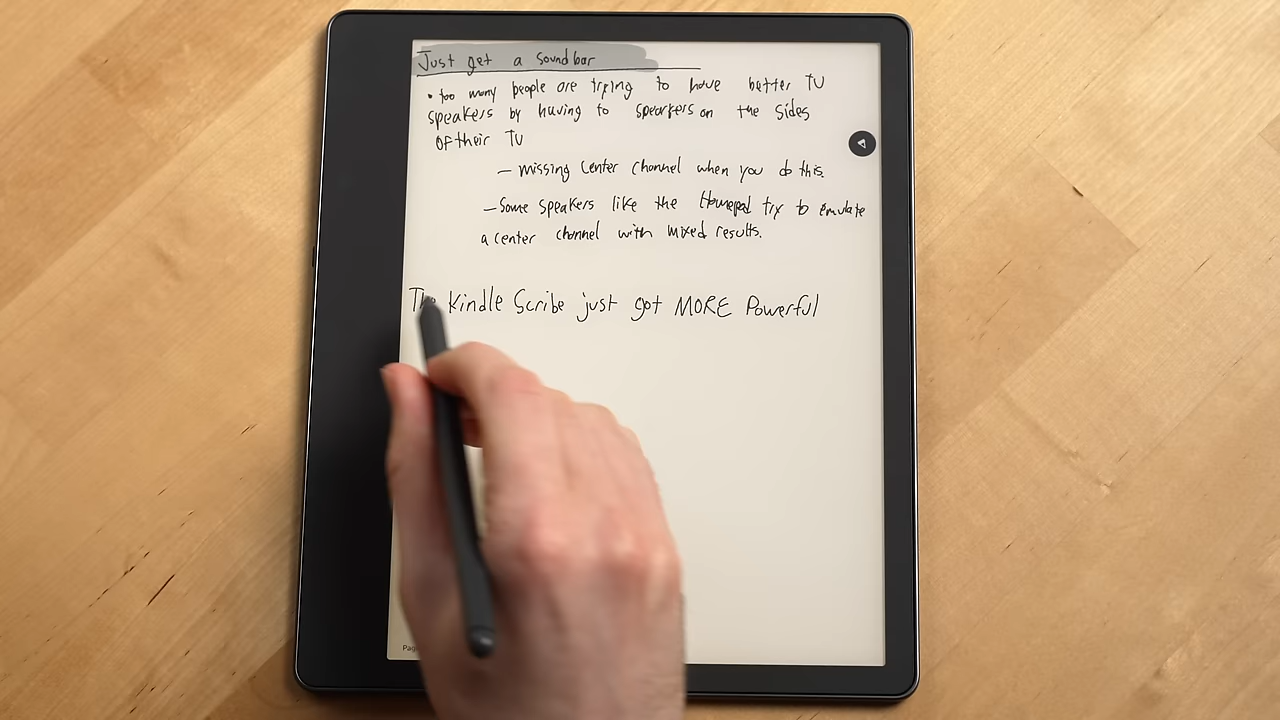 Just get a soundbar
• too many people are trying to have better TV
speakers by having to speakers on the sides
of their TV
— missing center channel when you do this.
— Some speakers like the Homepod try to emulate
a center channel with mixed results.
The Kindle Scribe just got MORE Powerful